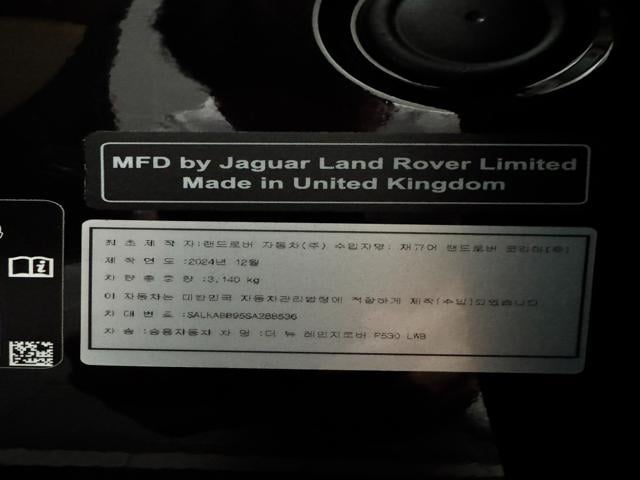 MFD by Jaguar Land Rover Limited
Made in United Kingdom
최 초 제 작 자:랜드로버 자동차(주) 수입자명: 재규어 랜드로버 코리아(유)
제 작 연 도 :2024년 12월
차 량 총 중 량 :3,140 kg
이 자동차는 대한민국 자동차관리법령에 적합하게 제작(수입)되었습니다.
차 대 번 호 :SALKABB95SA288536
차 종 :승용자동차 차 명 :더 뉴 레인지로버 P530 LWB